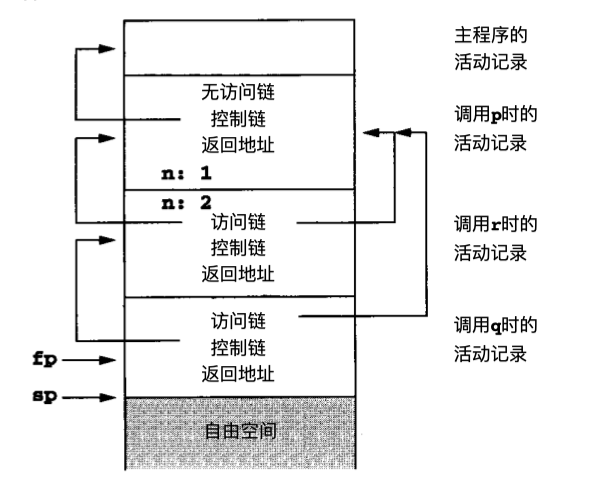 主程序的
活动记录
无访问链
控制链
返回地址
n: 1
调用p时的
活动记录
n: 2
访问链
控制链
返回地址
调用r时的
活动记录
访问链
控制链
返回地址
调用q时的
活动记录
fp
sp
自由空间